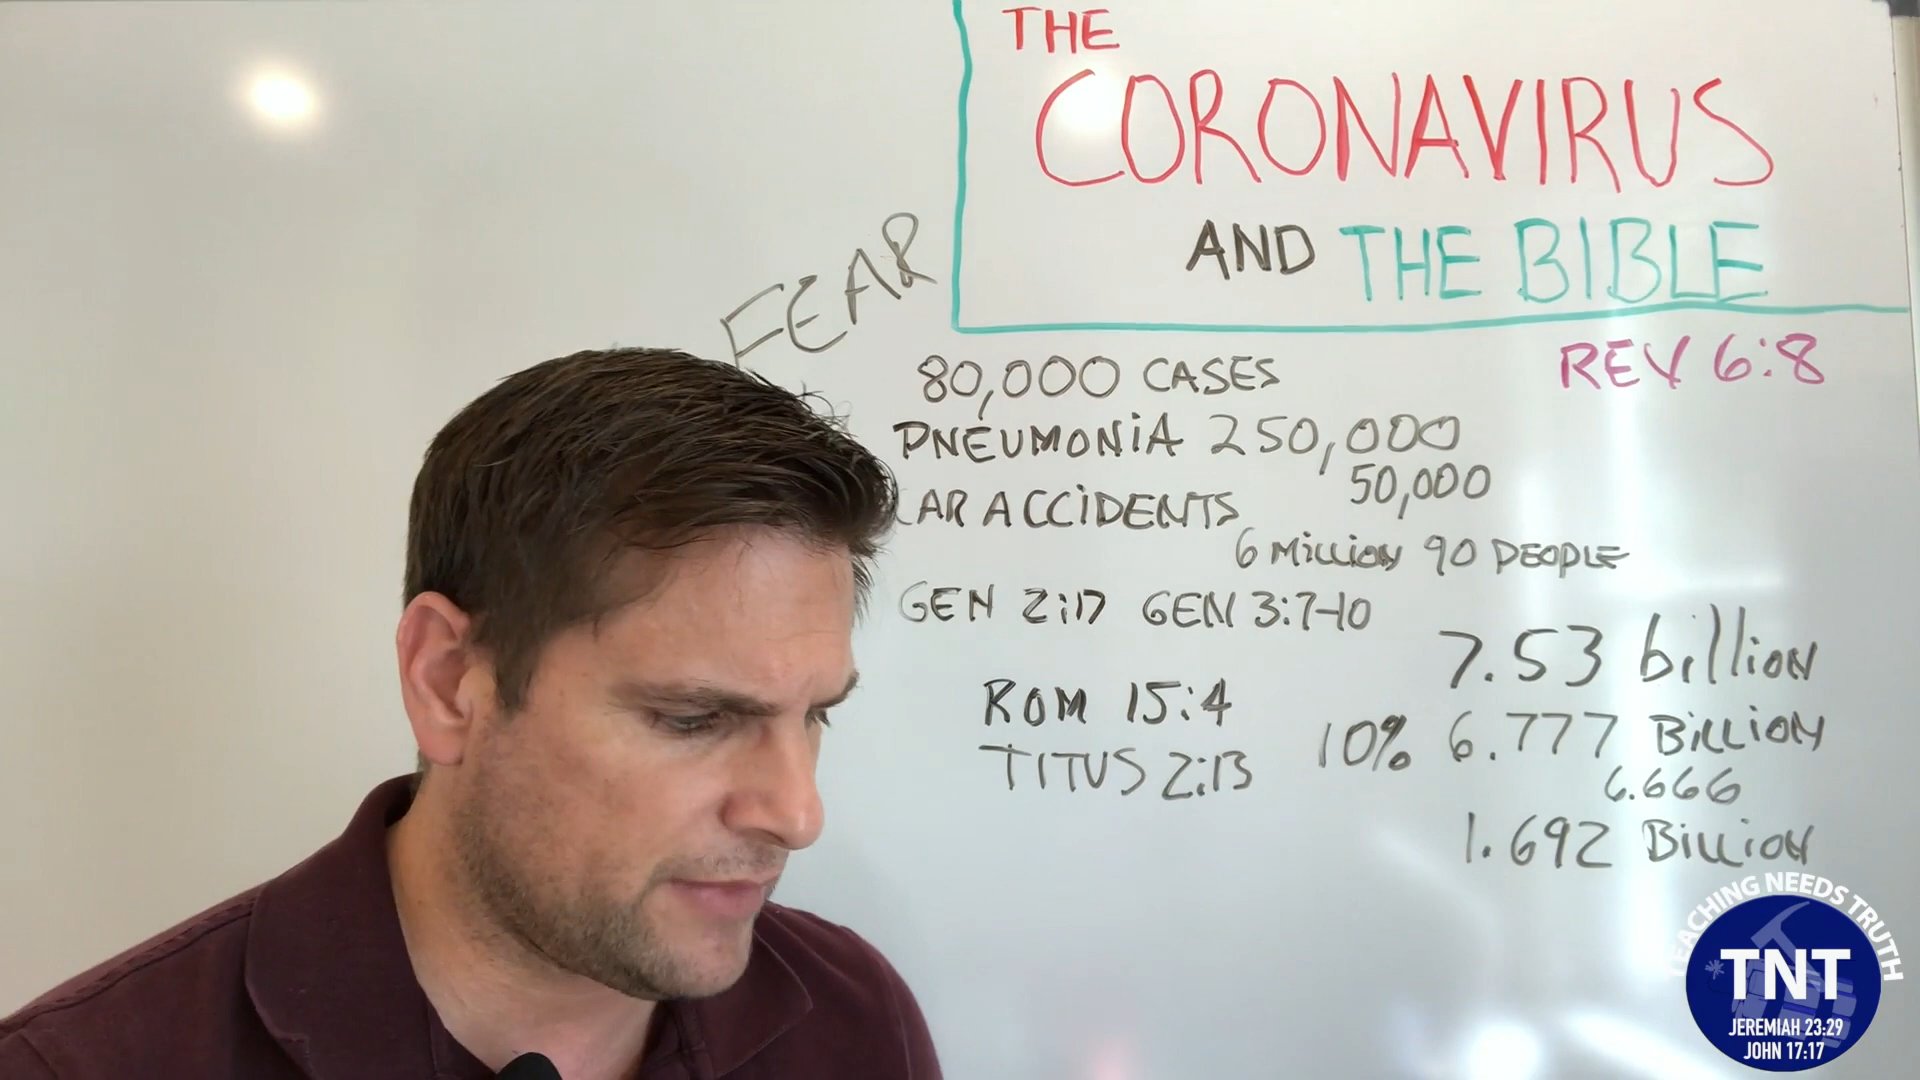 THE
CORONAVIRUS
AND THE BIBLE
FEAR
REV 6:8
80,000 CASES
PNEUMONIA 250,000
50,000
CAR ACCIDENTS
6 MILLION 90 PEOPLE
GEN 2:17 GEN 3:7-10
7.53 billion
ROM 15:4
10% 6.777 BILLION
TITUS 2:13
6.666
1.692 BILLION
TEACHING NEEDS TRUTH
TNT
JEREMIAH 23:29
JOHN 17:17